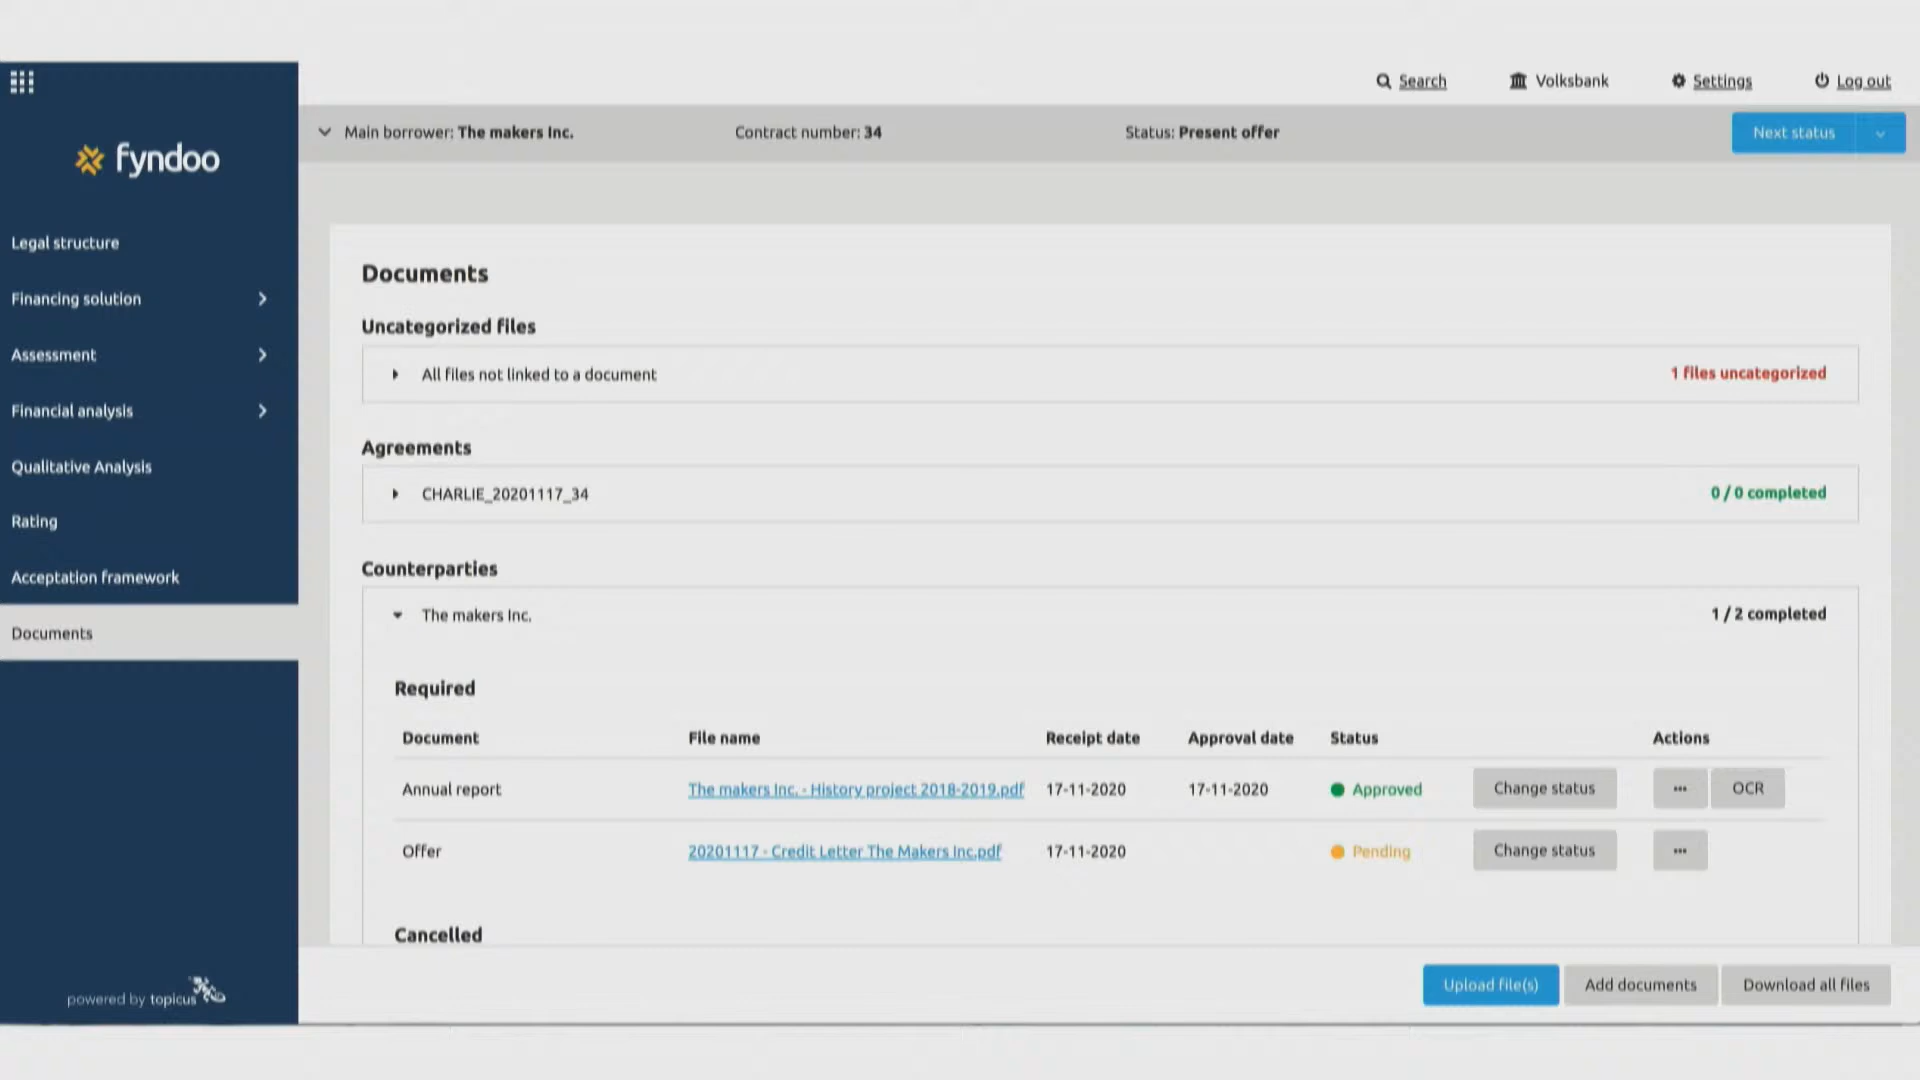 Search Volksbank Settings Log out
Main borrower: The makers Inc. Contract number: 34 Status: Present offer Next status
fyndoo
Legal structure
Financing solution
Assessment
Financial analysis
Qualitative Analysis
Rating
Acceptation framework
Documents
powered by topicus
Documents
Uncategorized files
All files not linked to a document 1 files uncategorized
Agreements
CHARLIE_20201117_34 0 / 0 completed
Counterparties
The makers Inc. 1 / 2 completed
Required
Document File name Receipt date Approval date Status Actions
Annual report The makers Inc. - History project 2018-2019.pdf 17-11-2020 17-11-2020 Approved Change status ... OCR
Offer 20201117 - Credit Letter The Makers Inc.pdf 17-11-2020 Pending Change status ...
Cancelled
Upload file(s) Add documents Download all files